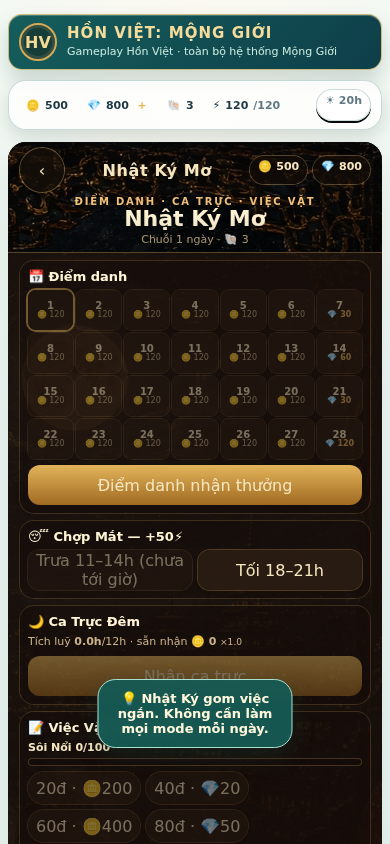 HV
HỒN VIỆT: MỘNG GIỚI
Gameplay Hồn Việt · toàn bộ hệ thống Mộng Giới
🪙 500 💎 800 + 🐚 3 ⚡ 120 /120 ☀ 20h
‹ Nhật Ký Mơ 🪙 500 💎 800
ĐIỂM DANH · CA TRỰC · VIỆC VẶT
Nhật Ký Mơ
Chuỗi 1 ngày · 🐚 3
📅 Điểm danh
1 2 3 4 5 6 7
🪙 120 🪙 120 🪙 120 🪙 120 🪙 120 🪙 120 💎 30
8 9 10 11 12 13 14
🪙 120 🪙 120 🪙 120 🪙 120 🪙 120 🪙 120 💎 60
15 16 17 18 19 20 21
🪙 120 🪙 120 🪙 120 🪙 120 🪙 120 🪙 120 💎 30
22 23 24 25 26 27 28
🪙 120 🪙 120 🪙 120 🪙 120 🪙 120 🪙 120 💎 120
Điểm danh nhận thưởng
😴 Chợp Mắt — +50⚡
Trưa 11–14h (chưa
tới giờ)
Tối 18–21h
🌙 Ca Trực Đêm
Tích luỹ 0.0h/12h · sẵn nhận 🪙 0 ×1.0
Nhận ca trực
💡 Nhật Ký gom việc
ngắn. Không cần làm
mọi mode mỗi ngày.
📝 Việc
Sôi Nổi 0/100
20đ · 🪙200 40đ · 💎20
60đ · 🪙400 80đ · 💎50